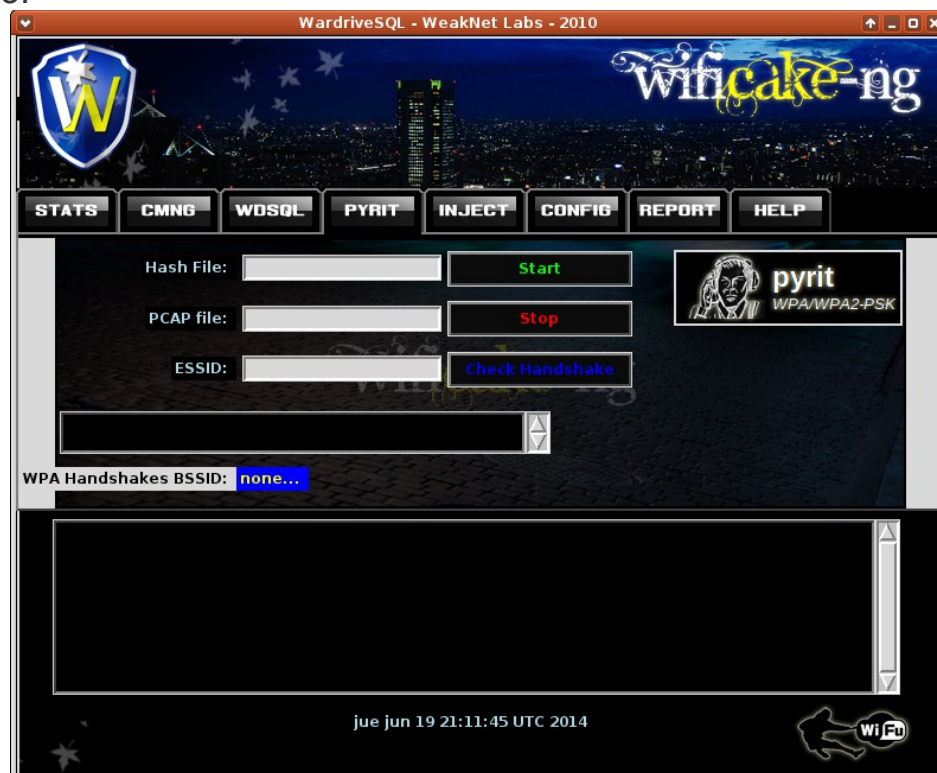 WardriveSQL - WeakNet Labs - 2010
W
wificake-ng
STATS CMNG WDSQL PYRIT INJECT CONFIG REPORT HELP
Hash File: Start
pyrit
WPA/WPA2-PSK
PCAP file: Stop
ESSID: Check Handshake
WPA Handshakes BSSID: none...
jue jun 19 21:11:45 UTC 2014
WiFu